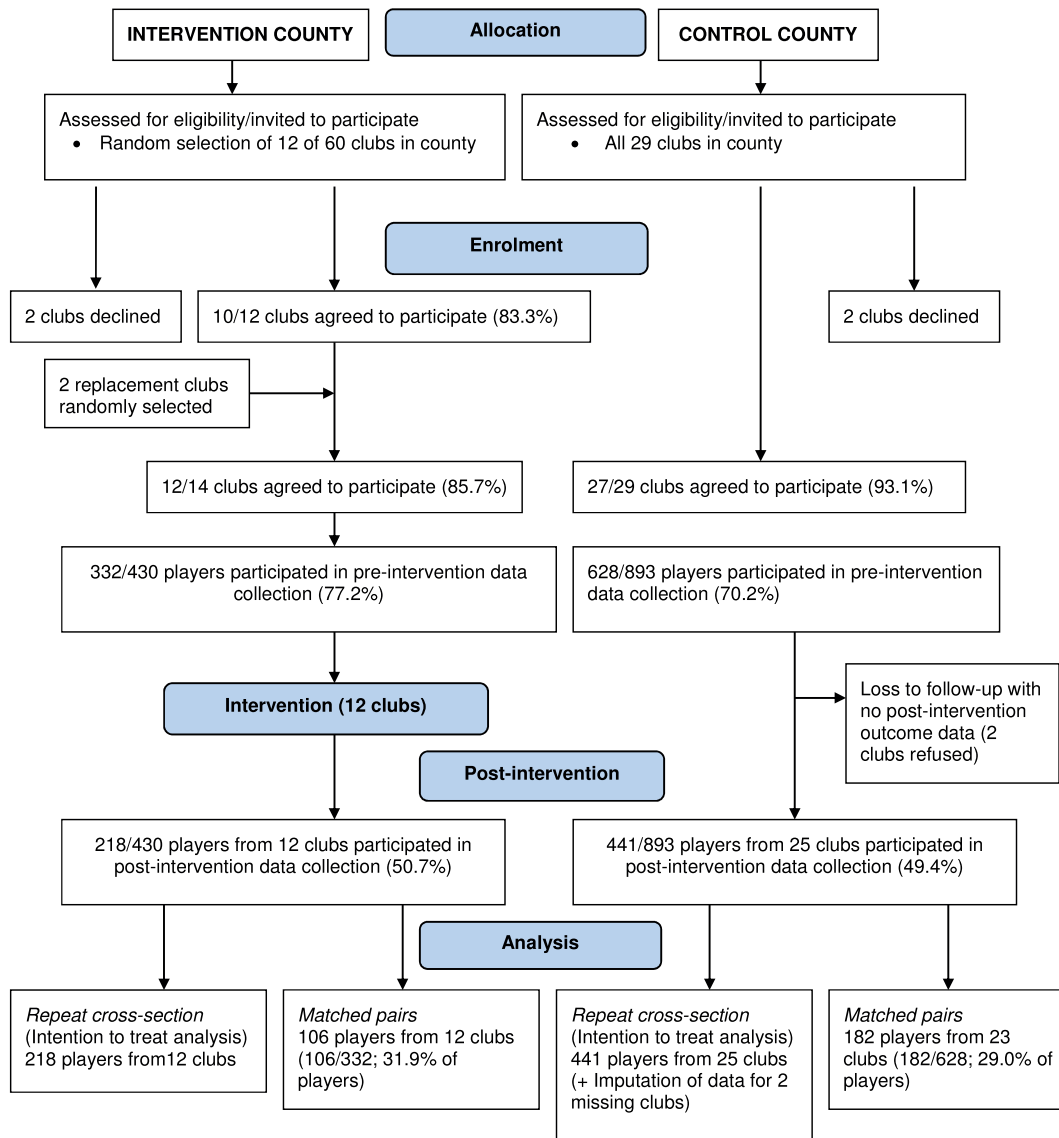 INTERVENTION COUNTY
Allocation
CONTROL COUNTY
Assessed for eligibility/invited to participate
• Random selection of 12 of 60 clubs in county
Assessed for eligibility/invited to participate
• All 29 clubs in county
Enrolment
2 clubs declined
10/12 clubs agreed to participate (83.3%)
2 clubs declined
2 replacement clubs
randomly selected
12/14 clubs agreed to participate (85.7%)
27/29 clubs agreed to participate (93.1%)
332/430 players participated in pre-intervention data
collection (77.2%)
628/893 players participated in pre-intervention
data collection (70.2%)
Intervention (12 clubs)
Loss to follow-up with
no post-intervention
outcome data (2
clubs refused)
Post-intervention
218/430 players from 12 clubs participated in
post-intervention data collection (50.7%)
441/893 players from 25 clubs participated in
post-intervention data collection (49.4%)
Analysis
Repeat cross-section
(Intention to treat analysis)
218 players from12 clubs
Matched pairs
106 players from 12 clubs
(106/332; 31.9% of
players)
Repeat cross-section
(Intention to treat analysis)
441 players from 25 clubs
(+ Imputation of data for 2
missing clubs)
Matched pairs
182 players from 23
clubs (182/628; 29.0% of
players)